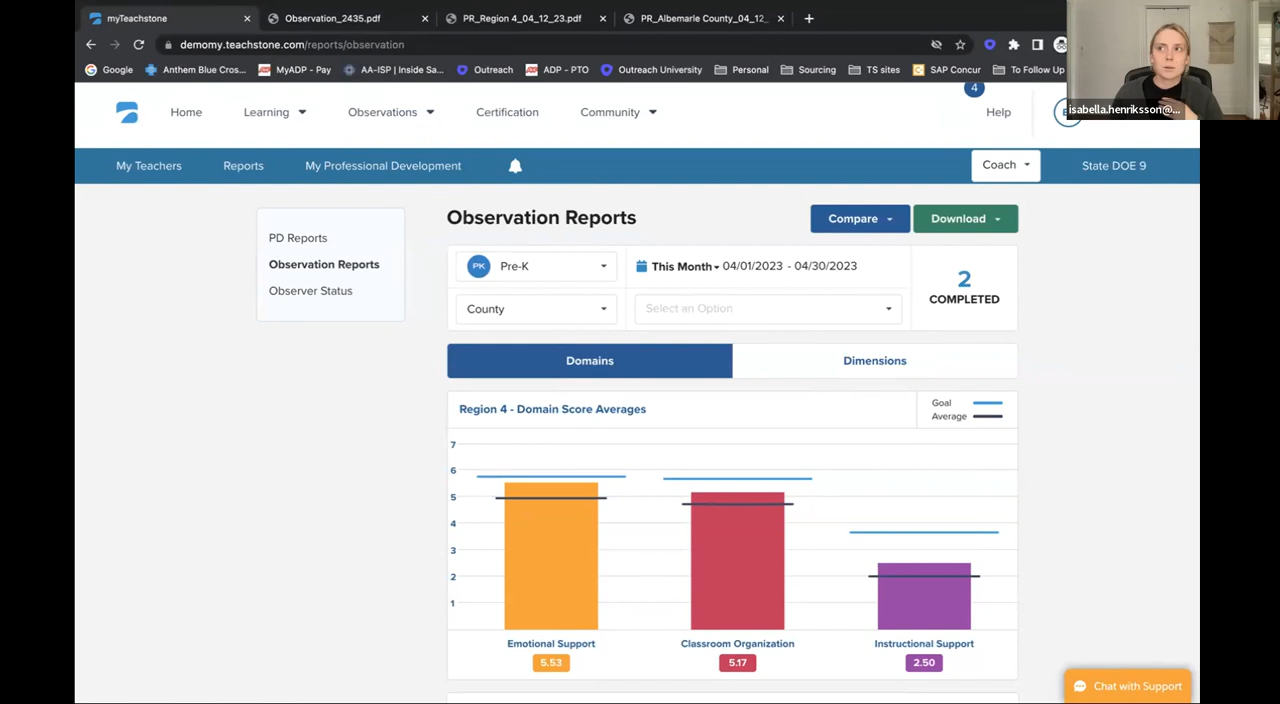 myTeachstone
Observation_2435.pdf
PR_Region 4_04_12_23.pdf
PR_Albemarle County_04_12_
demomy.teachstone.com/reports/observation
Google
Anthem Blue Cros...
MyADP - Pay
AA-ISP | Inside Sa...
Outreach
ADP - PTO
Outreach University
Personal
Sourcing
TS sites
SAP Concur
To Follow Up
isabella.henriksson@...
Home
Learning
Observations
Certification
Community
4
Help
My Teachers
Reports
My Professional Development
Coach
State DOE 9
PD Reports
Observation Reports
Observer Status
Observation Reports
Compare
Download
PK
Pre-K
This Month
04/01/2023 - 04/30/2023
2
COMPLETED
County
Select an Option
Domains
Dimensions
Region 4 - Domain Score Averages
Goal
Average
7
6
5
4
3
2
1
Emotional Support
Classroom Organization
Instructional Support
5.53
5.17
2.50
Chat with Support